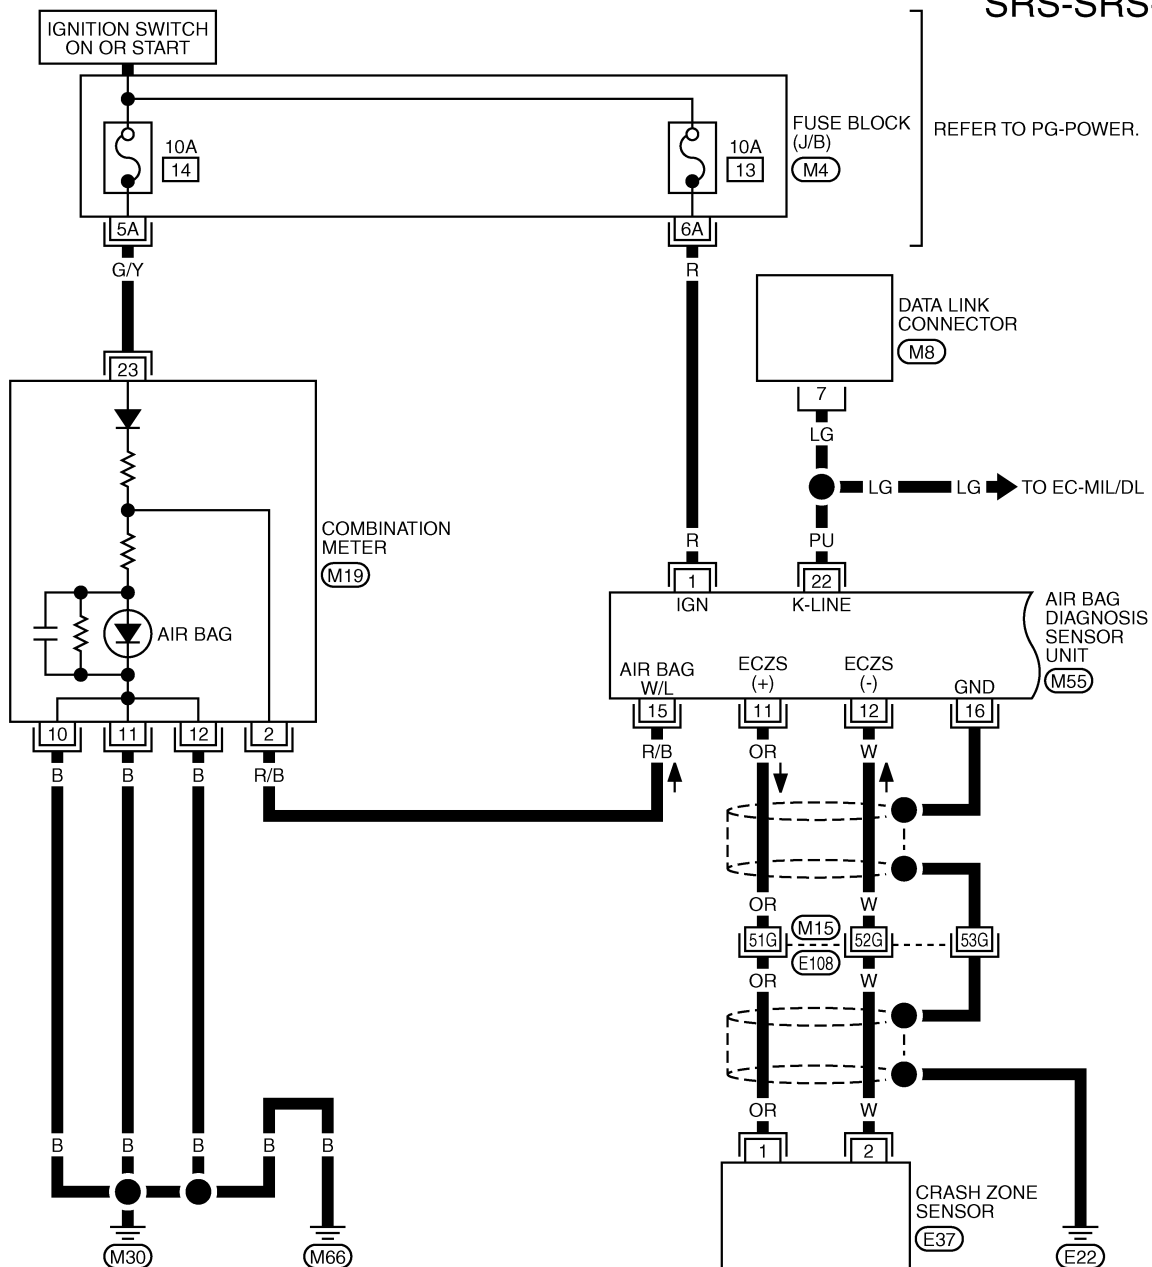 SRS-SRS-
IGNITION SWITCH
ON OR START
10A
14
10A
13
FUSE BLOCK
(J/B)
M4
REFER TO PG-POWER.
5A
6A
G/Y
R
DATA LINK
CONNECTOR
M8
23
7
LG
LG
LG
TO EC-MIL/DL
COMBINATION
METER
M19
R
PU
1
22
IGN
K-LINE
AIR BAG
DIAGNOSIS
SENSOR
UNIT
M55
AIR BAG
AIR BAG
W/L
ECZS
(+)
ECZS
(-)
GND
10
11
12
2
15
11
12
16
B
B
B
R/B
R/B
OR
W
OR
W
51G
M15
E108
52G
53G
OR
W
OR
W
B
B
B
B
B
1
2
CRASH ZONE
SENSOR
E37
M30
M66
E22